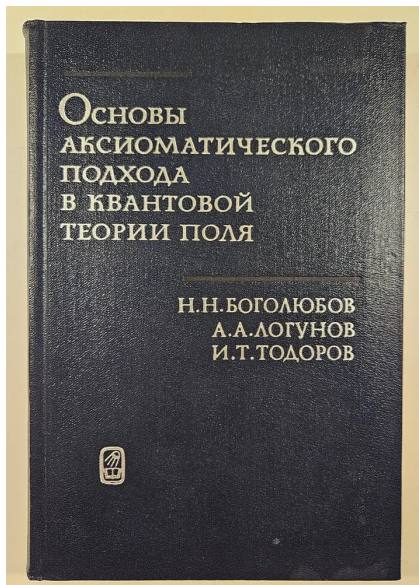 Основы
аксиоматического
подхода
в квантовой
теории поля
Н.Н.БОГОЛЮБОВ
А.А.ЛОГУНОВ
И.Т.ТОДОРОВ